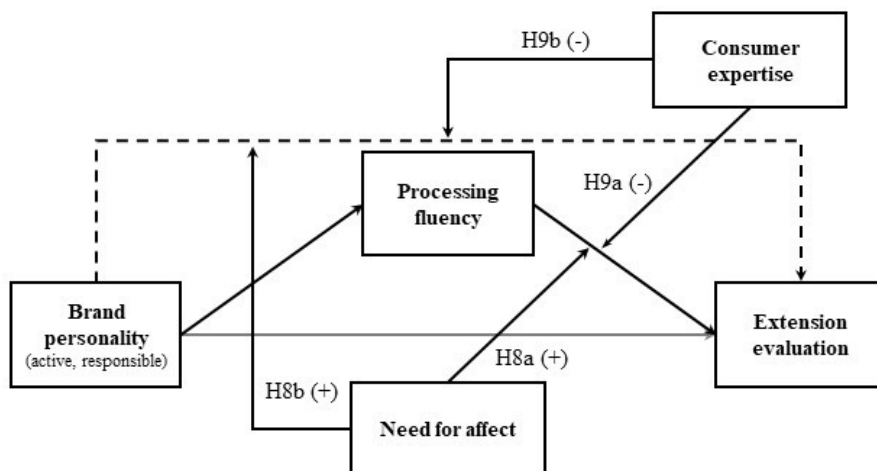 H9b (-)
Consumer
expertise
H9a (-)
Processing
fluency
Brand
personality
(active, responsible)
Extension
evaluation
H8a (+)
H8b (+)
Need for affect